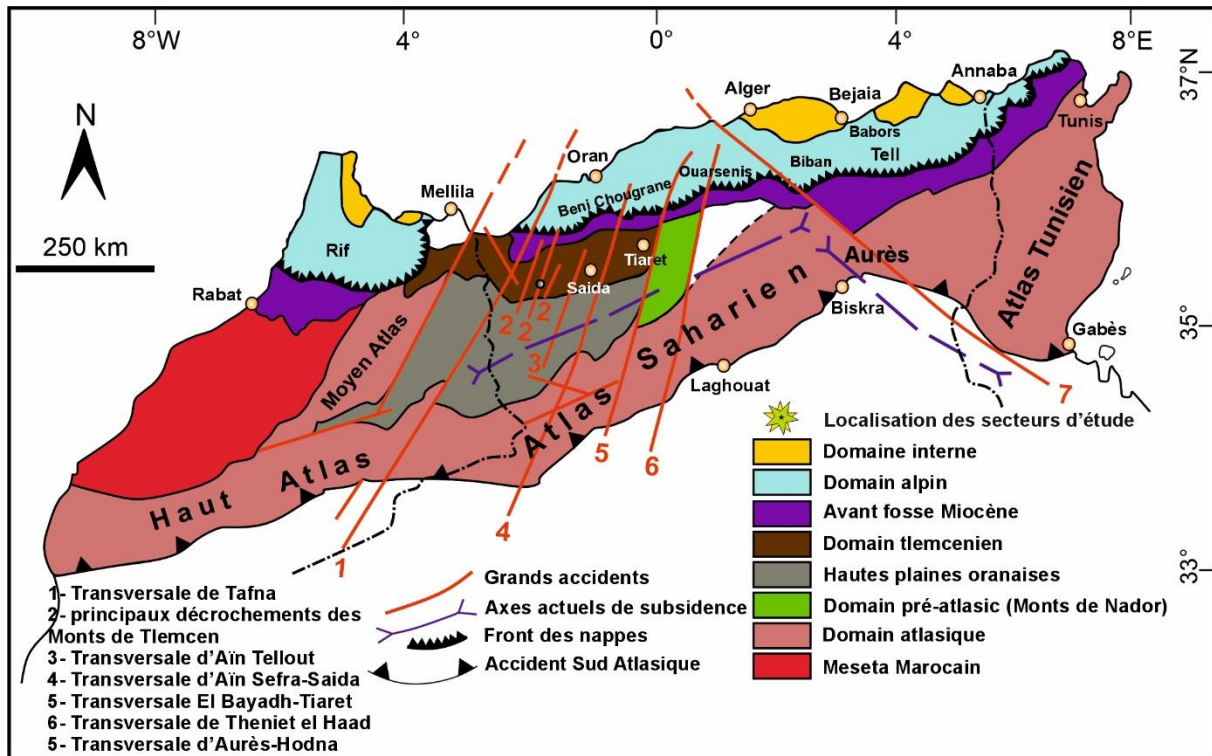 8°W
4°
0°
4°
8°E
37°N
35°
33°
N
250 km
Alger
Bejaia
Annaba
Tunis
Babors
Tell
Biban
Oran
Ouarsenis
Beni Chougrane
Mellila
Rif
Tiaret
Saida
Rabat
Aurès
Biskra
Atlas Tunisien
Gabès
Moyen Atlas
Atlas Saharien
Laghouat
Haut Atlas
2
2
2
3
1
4
5
6
7
Localisation des secteurs d'étude
Domaine interne
Domain alpin
Avant fosse Miocène
Domain tlemcenien
Hautes plaines oranaises
Domain pré-atlasic (Monts de Nador)
Domain atlasique
Meseta Marocain
Grands accidents
Axes actuels de subsidence
Front des nappes
Accident Sud Atlasique
1- Transversale de Tafna
2- principaux décrochements des
Monts de Tlemcen
3- Transversale d'Aïn Tellout
4- Transversale d'Aïn Sefra-Saida
5- Transversale El Bayadh-Tiaret
6- Transversale de Theniet el Haad
5- Transversale d'Aurès-Hodna